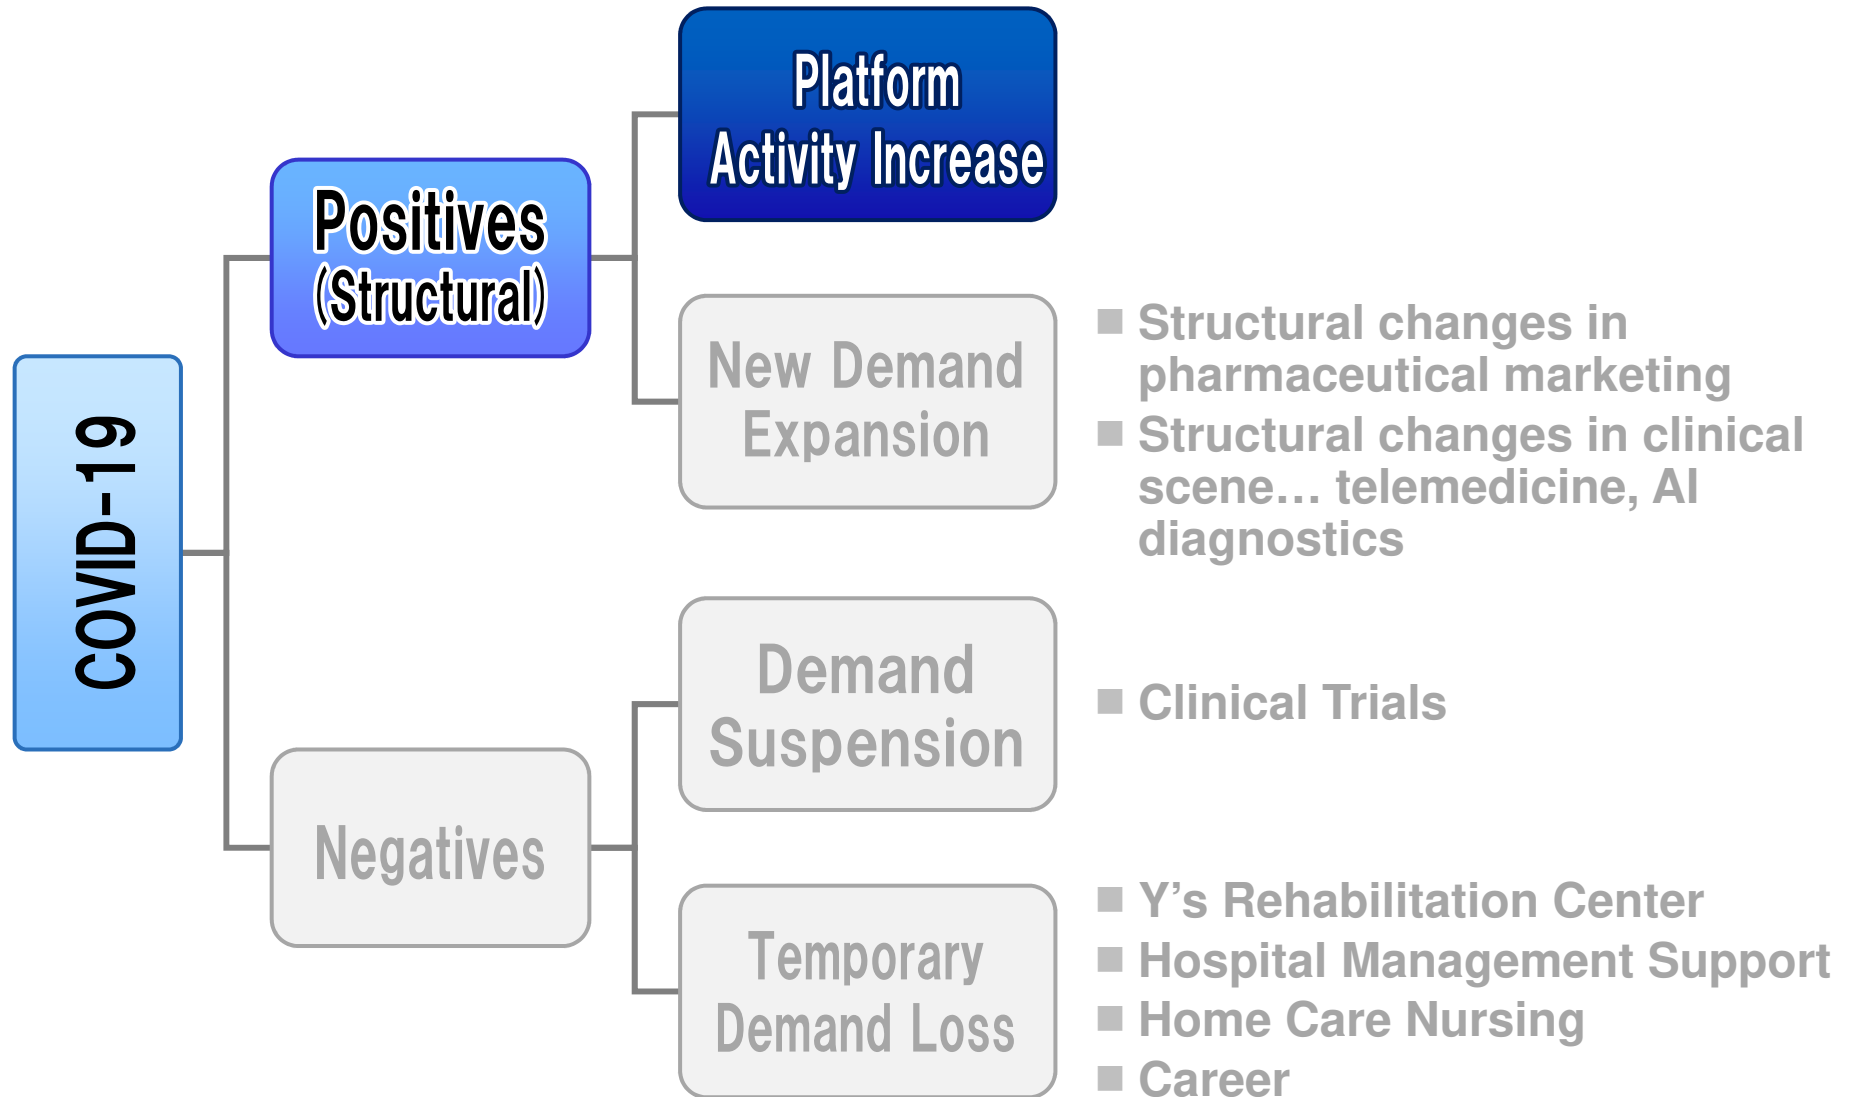 COVID-19
Positives
(Structural)
Platform
Activity Increase
New Demand
Expansion
■ Structural changes in
pharmaceutical marketing
■ Structural changes in clinical
scene… telemedicine, AI
diagnostics
Negatives
Demand
Suspension
■ Clinical Trials
Temporary
Demand Loss
■ Y’s Rehabilitation Center
■ Hospital Management Support
■ Home Care Nursing
■ Career